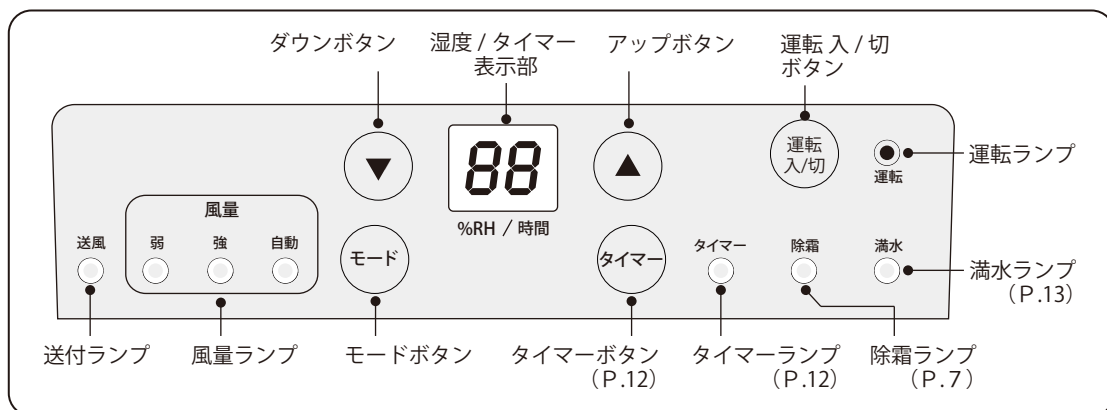 ダウンボタン
湿度 / タイマー
表示部
アップボタン
運転 入 / 切
ボタン
88
運転
入/切
運転
運転ランプ
%RH / 時間
風量
送風
弱
強
自動
モード
タイマー
タイマー
除霜
満水
満水ランプ
（P.13）
送付ランプ
風量ランプ
モードボタン
タイマーボタン
（P.12）
タイマーランプ
（P.12）
除霜ランプ
（P.7）